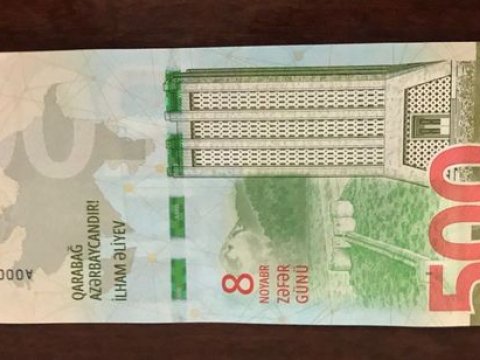 QARABAĞ
AZƏRBAYCANDIR!
İLHAM ƏLİYEV
8
NOYABR
ZƏFƏR
GÜNÜ
500